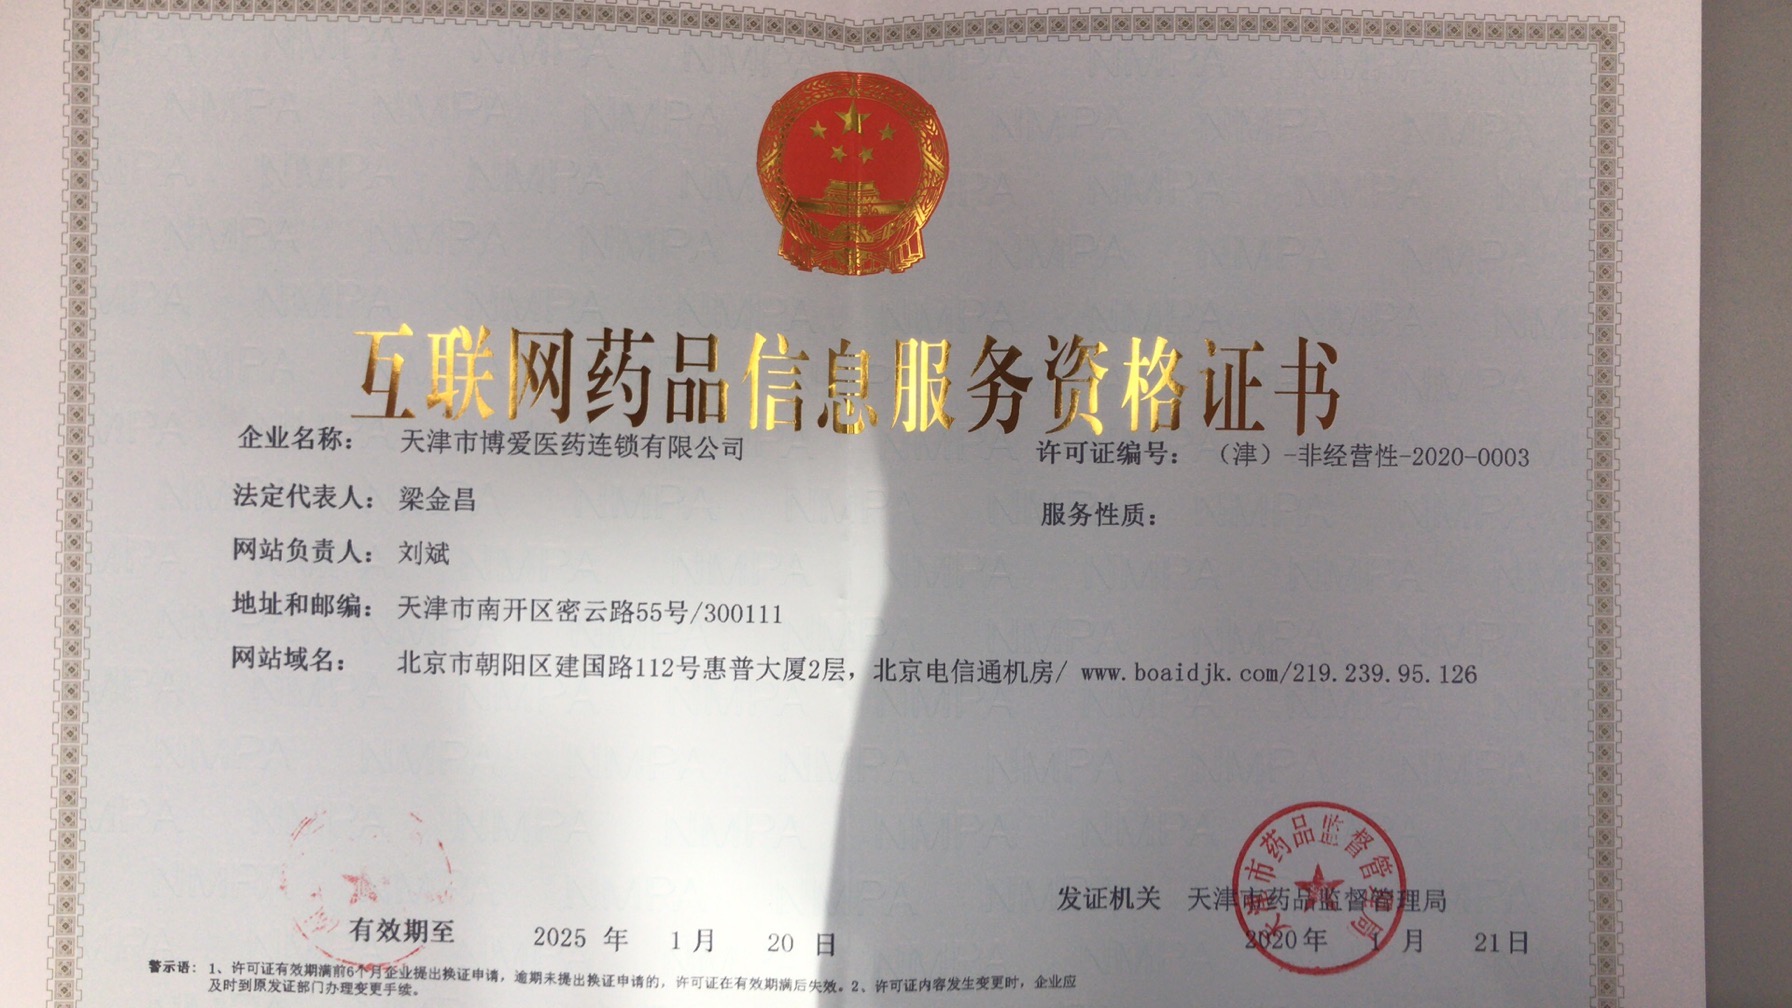 互联网药品信息服务资格证书
企业名称： 天津市博爱医药连锁有限公司
许可证编号： （津）-非经营性-2020-0003
法定代表人： 梁金昌
服务性质：
网站负责人： 刘斌
地址和邮编： 天津市南开区密云路55号/300111
网站域名： 北京市朝阳区建国路112号惠普大厦2层，北京电信通机房/ www.boaidjk.com/219.239.95.126
发证机关 天津市药品监督管理局
有效期至 2025 年 1 月 20 日
2020 年 1 月 21 日
天津市药品监督管理局
警示语： 1、许可证有效期满前6个月企业提出换证申请，逾期未提出换证申请的，许可证在有效期满后失效。2、许可证内容发生变更时，企业应
及时到原发证部门办理变更手续。